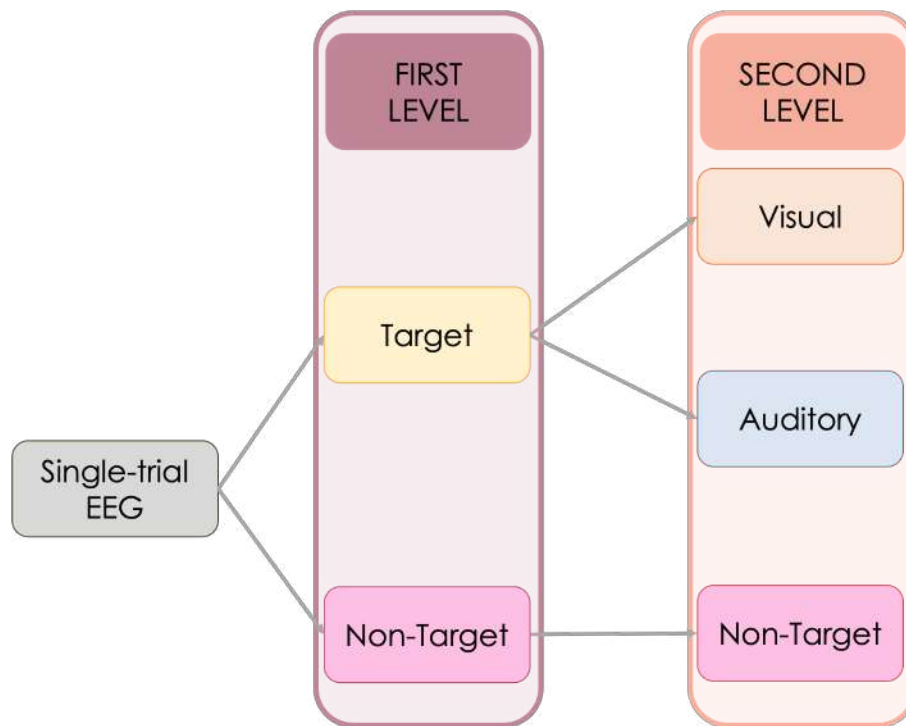 FIRST
LEVEL
SECOND
LEVEL
Visual
Target
Auditory
Single-trial
EEG
Non-Target
Non-Target